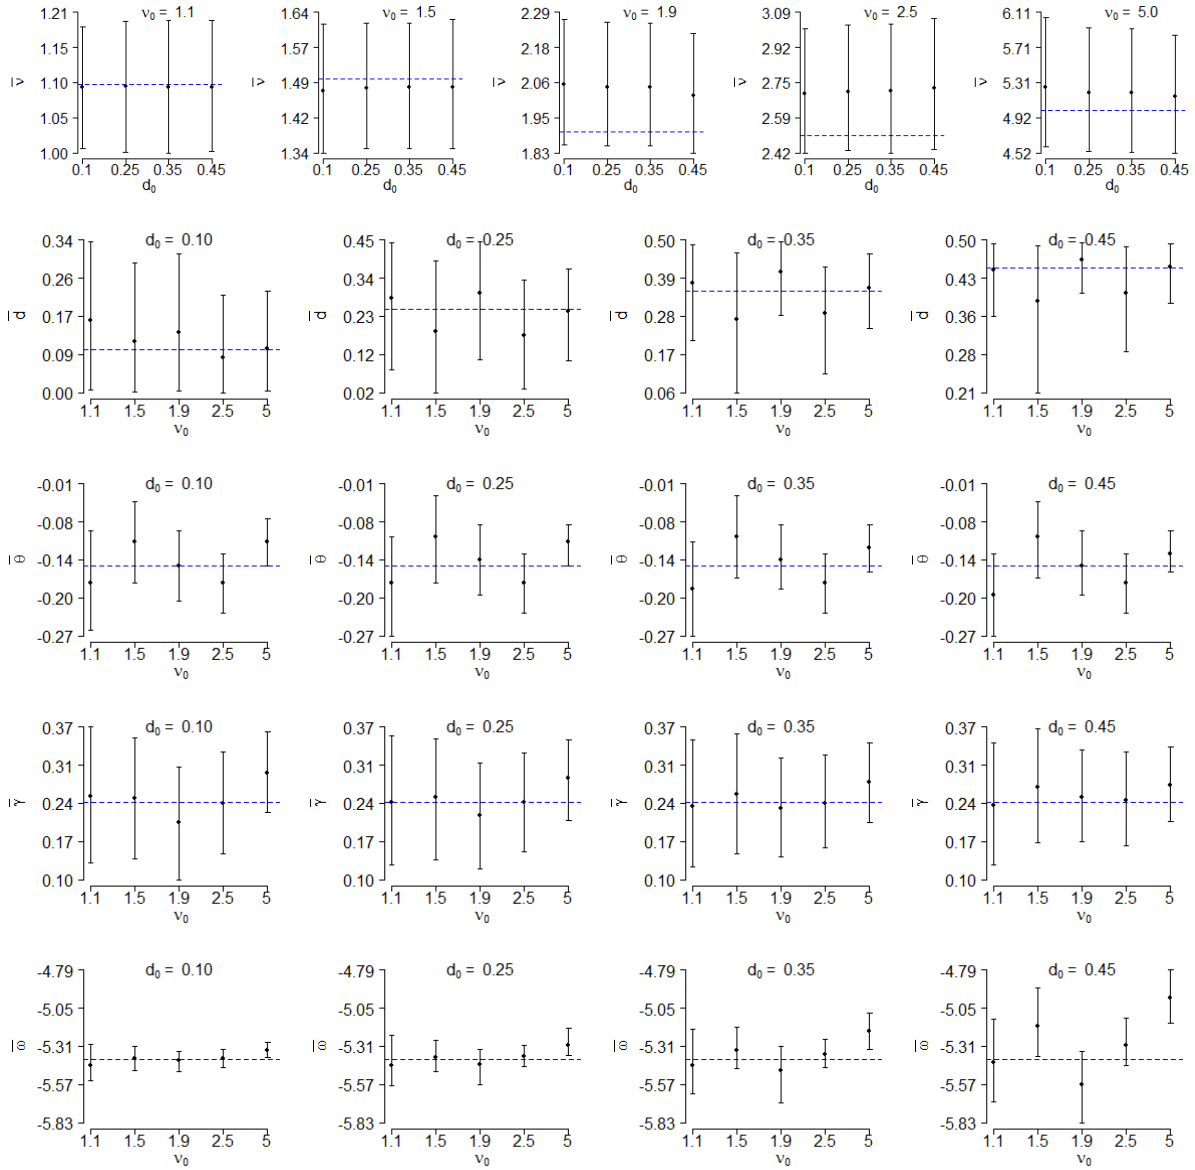 ν₀ = 1.1
ν̄
1.21
1.15
1.10
1.05
1.00
0.1 0.25 0.35 0.45
d₀
ν₀ = 1.5
ν̄
1.64
1.57
1.49
1.42
1.34
0.1 0.25 0.35 0.45
d₀
ν₀ = 1.9
ν̄
2.29
2.18
2.06
1.95
1.83
0.1 0.25 0.35 0.45
d₀
ν₀ = 2.5
ν̄
3.09
2.92
2.75
2.59
2.42
0.1 0.25 0.35 0.45
d₀
ν₀ = 5.0
ν̄
6.11
5.71
5.31
4.92
4.52
0.1 0.25 0.35 0.45
d₀
d₀ = 0.10
d̄
0.34
0.26
0.17
0.09
0.00
1.1 1.5 1.9 2.5 5
ν₀
d₀ = 0.25
d̄
0.45
0.34
0.23
0.12
0.02
1.1 1.5 1.9 2.5 5
ν₀
d₀ = 0.35
d̄
0.50
0.39
0.28
0.17
0.06
1.1 1.5 1.9 2.5 5
ν₀
d₀ = 0.45
d̄
0.50
0.43
0.36
0.28
0.21
1.1 1.5 1.9 2.5 5
ν₀
d₀ = 0.10
θ̄
-0.01
-0.08
-0.14
-0.20
-0.27
1.1 1.5 1.9 2.5 5
ν₀
d₀ = 0.25
θ̄
-0.01
-0.08
-0.14
-0.20
-0.27
1.1 1.5 1.9 2.5 5
ν₀
d₀ = 0.35
θ̄
-0.01
-0.08
-0.14
-0.20
-0.27
1.1 1.5 1.9 2.5 5
ν₀
d₀ = 0.45
θ̄
-0.01
-0.08
-0.14
-0.20
-0.27
1.1 1.5 1.9 2.5 5
ν₀
d₀ = 0.10
γ̄
0.37
0.31
0.24
0.17
0.10
1.1 1.5 1.9 2.5 5
ν₀
d₀ = 0.25
γ̄
0.37
0.31
0.24
0.17
0.10
1.1 1.5 1.9 2.5 5
ν₀
d₀ = 0.35
γ̄
0.37
0.31
0.24
0.17
0.10
1.1 1.5 1.9 2.5 5
ν₀
d₀ = 0.45
γ̄
0.37
0.31
0.24
0.17
0.10
1.1 1.5 1.9 2.5 5
ν₀
d₀ = 0.10
ω̄
-4.79
-5.05
-5.31
-5.57
-5.83
1.1 1.5 1.9 2.5 5
ν₀
d₀ = 0.25
ω̄
-4.79
-5.05
-5.31
-5.57
-5.83
1.1 1.5 1.9 2.5 5
ν₀
d₀ = 0.35
ω̄
-4.79
-5.05
-5.31
-5.57
-5.83
1.1 1.5 1.9 2.5 5
ν₀
d₀ = 0.45
ω̄
-4.79
-5.05
-5.31
-5.57
-5.83
1.1 1.5 1.9 2.5 5
ν₀